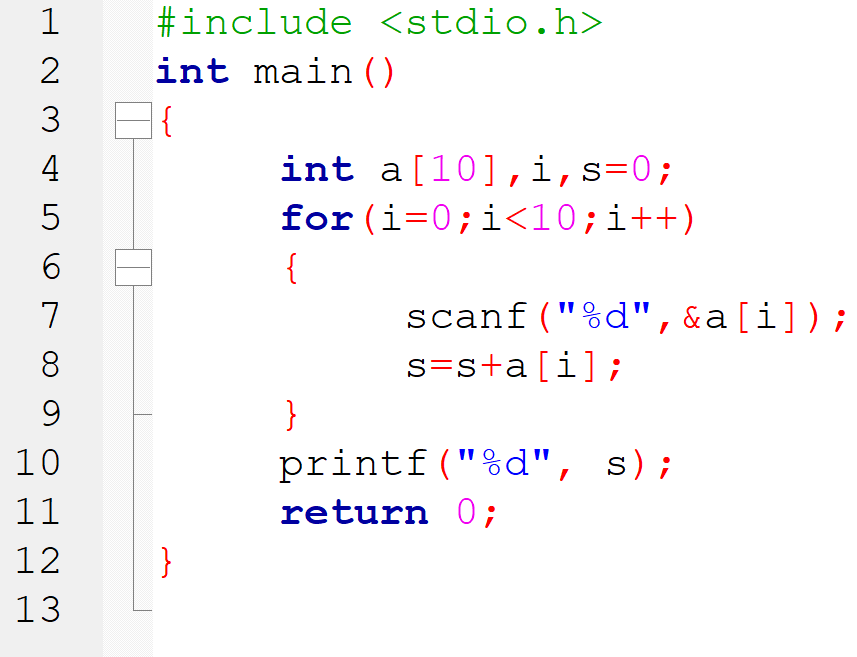 1 #include <stdio.h>
2 int main()
3 {
4 int a[10],i,s=0;
5 for(i=0;i<10;i++)
6 {
7 scanf("%d",&a[i]);
8 s=s+a[i];
9 }
10 printf("%d", s);
11 return 0;
12 }
13